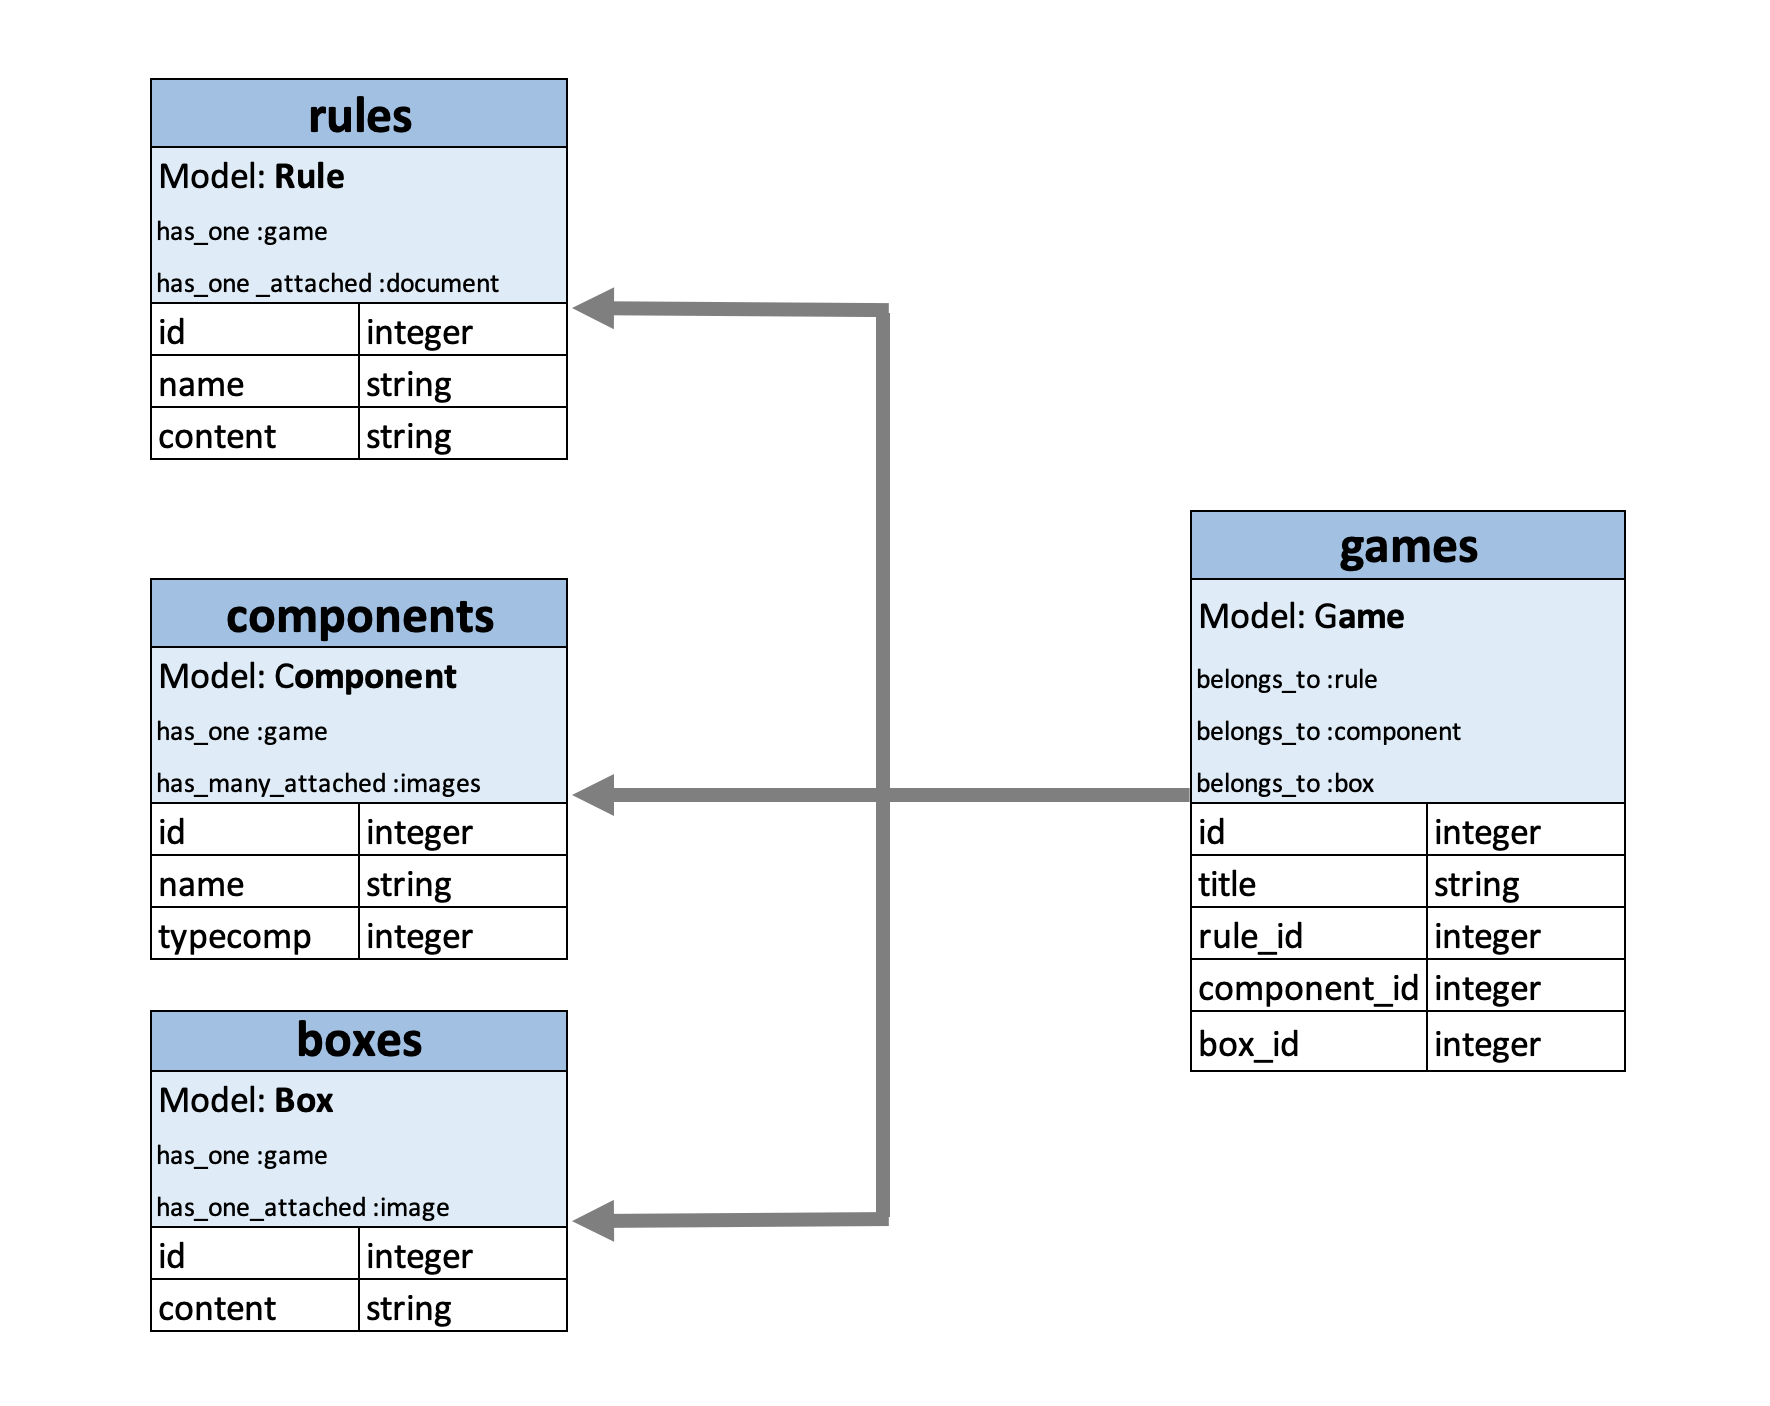 rules
Model: Rule
has_one :game
has_one _attached :document
id integer
name string
content string
components
Model: Component
has_one :game
has_many_attached :images
id integer
name string
typecomp integer
boxes
Model: Box
has_one :game
has_one_attached :image
id integer
content string
games
Model: Game
belongs_to :rule
belongs_to :component
belongs_to :box
id integer
title string
rule_id integer
component_id integer
box_id integer